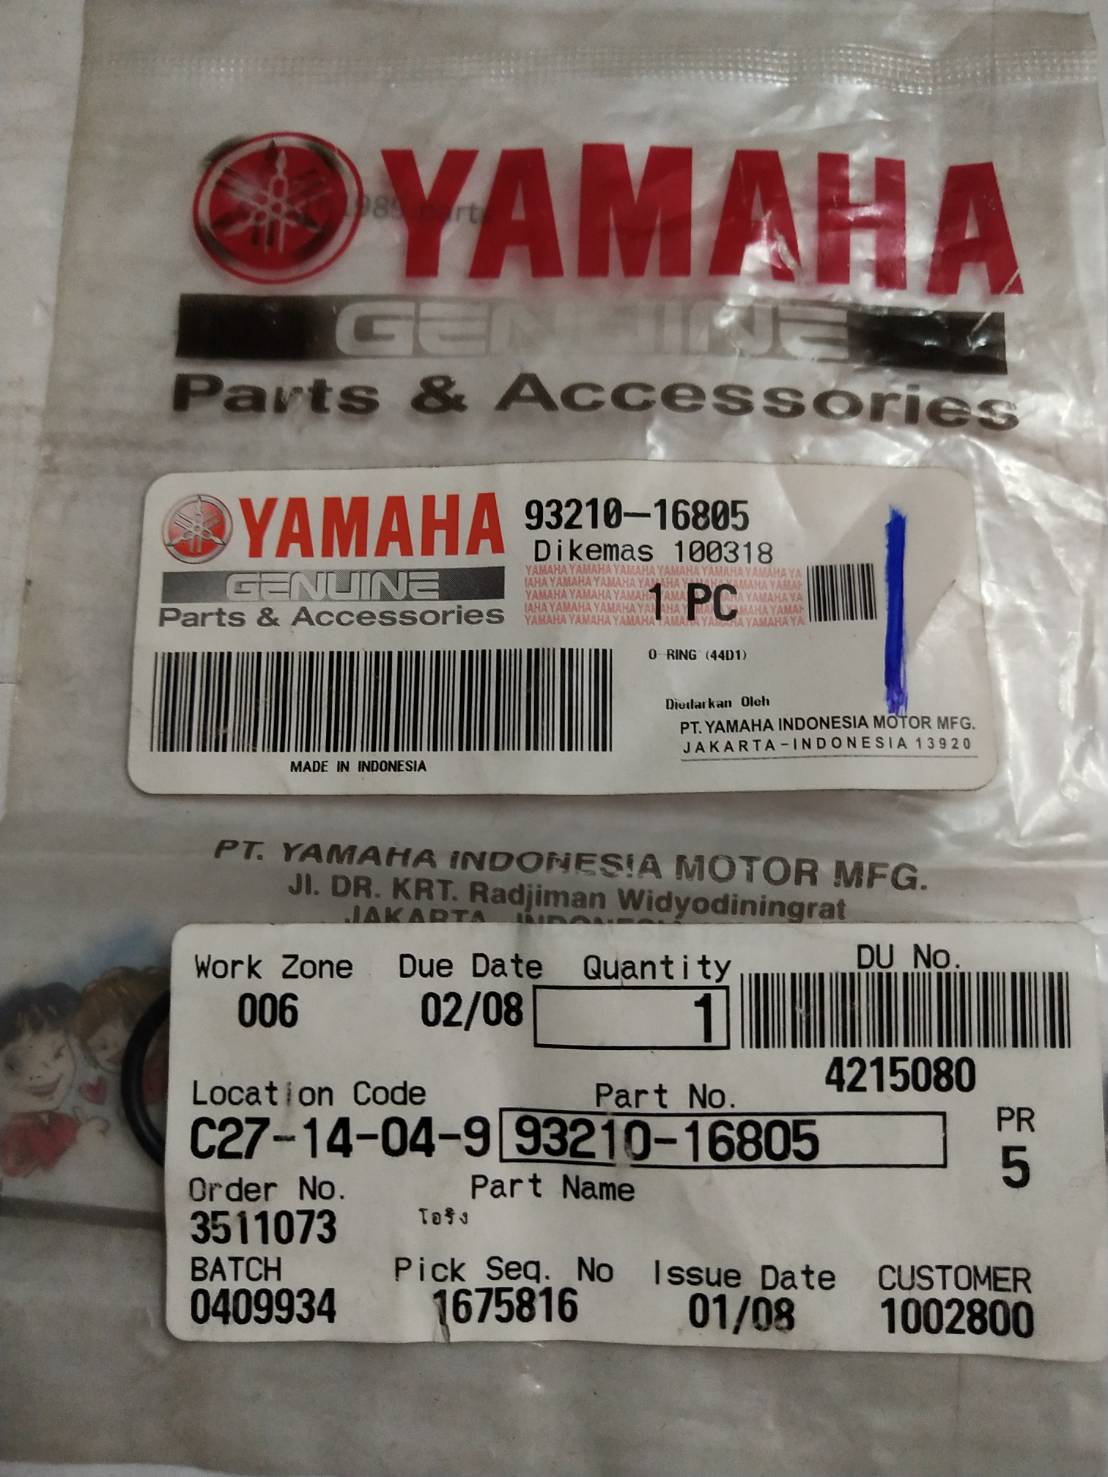 YAMAHA
GENUINE
Parts & Accessories
YAMAHA
GENUINE
Parts & Accessories
93210-16805
Dikemas 100318
1 PC
O-RING (44D1)
Diedarkan Oleh
PT. YAMAHA INDONESIA MOTOR MFG.
JAKARTA-INDONESIA 13920
MADE IN INDONESIA
PT. YAMAHA INDONESIA MOTOR MFG.
Jl. DR. KRT. Radjiman Widyodiningrat
JAKARTA INDONESIA
Work Zone Due Date Quantity DU No.
006 02/08 1
4215080
Location Code Part No. PR
C27-14-04-9 93210-16805 5
Order No. Part Name
3511073 โอริง
BATCH Pick Seq. No Issue Date CUSTOMER
0409934 1675816 01/08 1002800